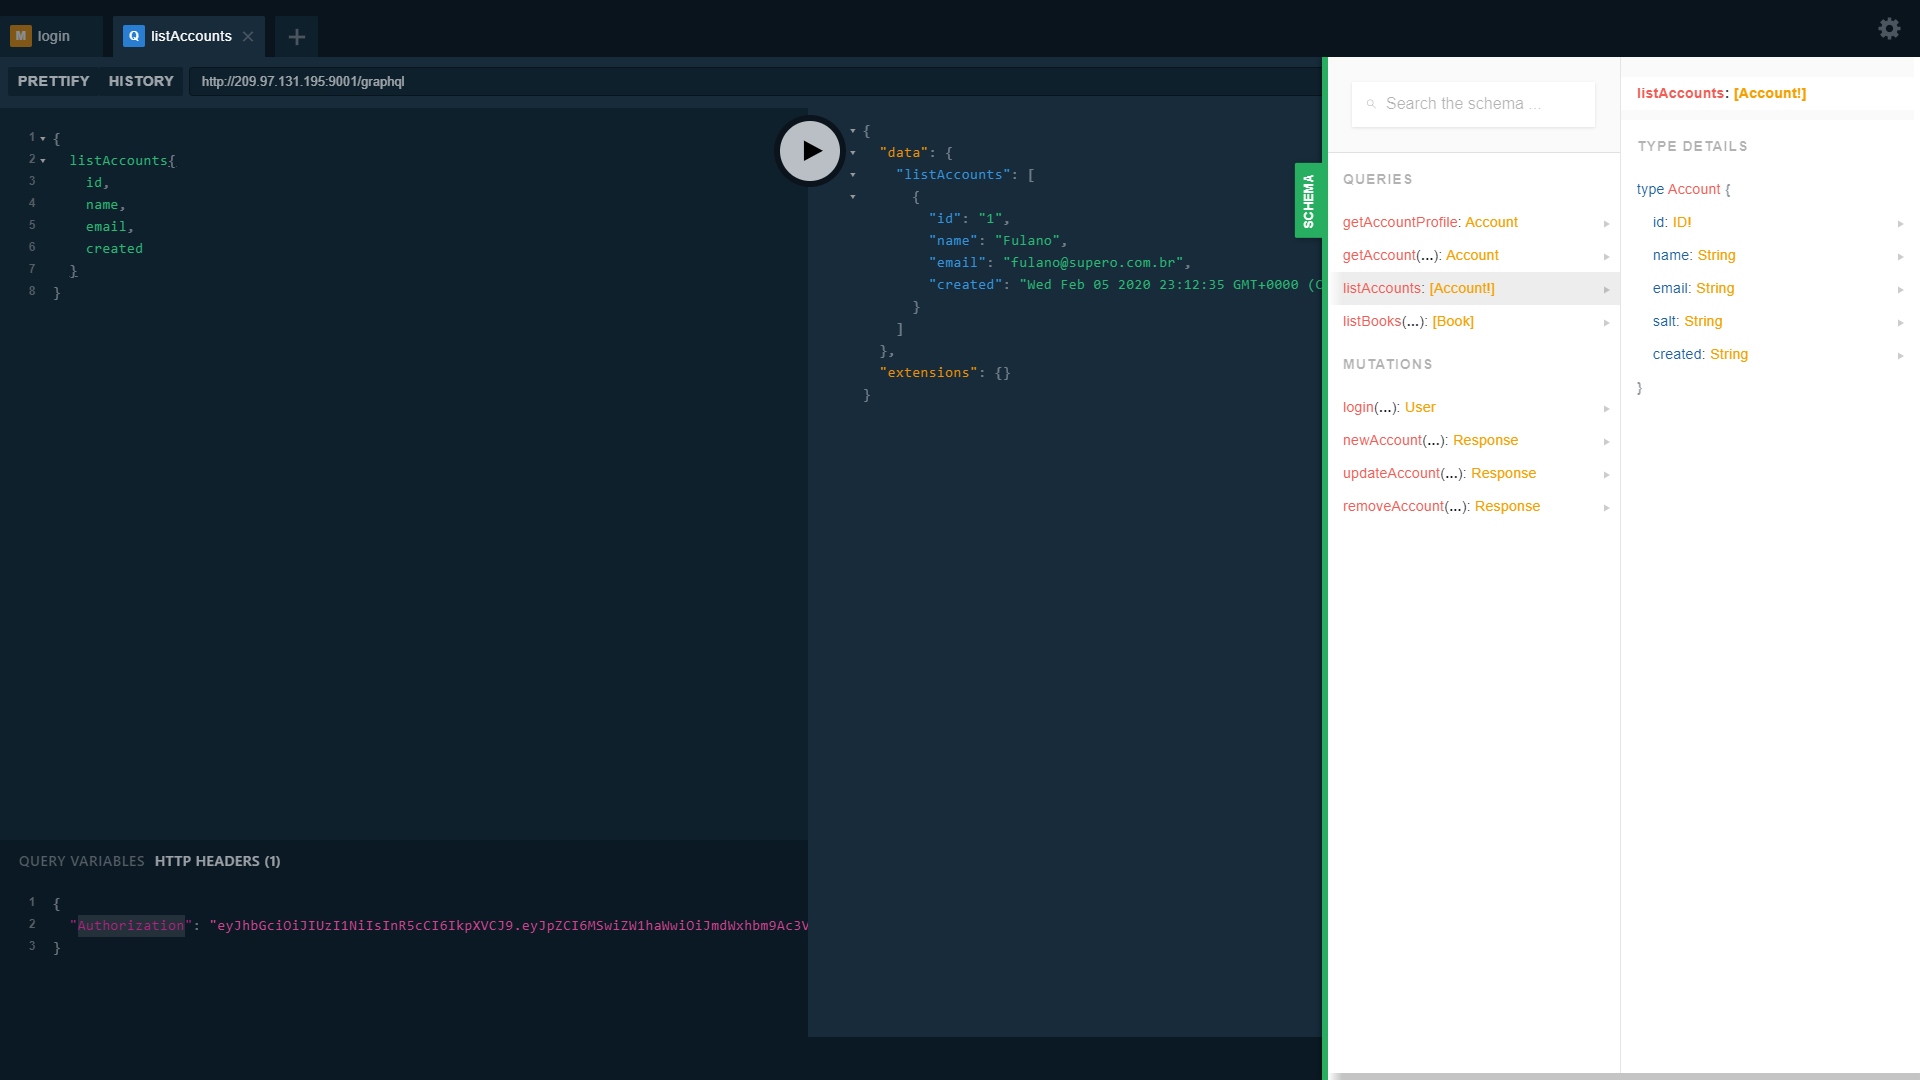 M login
Q listAccounts
PRETTIFY HISTORY http://209.97.131.195:9001/graphql
1 {
2 listAccounts{
3 id,
4 name,
5 email,
6 created
7 }
8 }
{
"data": {
"listAccounts": [
{
"id": "1",
"name": "Fulano",
"email": "fulano@supero.com.br",
"created": "Wed Feb 05 2020 23:12:35 GMT+0000 (C
}
]
},
"extensions": {}
}
QUERY VARIABLES HTTP HEADERS (1)
1 {
2 "Authorization": "eyJhbGciOiJIUzI1NiIsInR5cCI6IkpXVCJ9.eyJpZCI6MSwiZW1haWwiOiJmdWxhbm9Ac3V
3 }
SCHEMA
Search the schema ...
QUERIES
getAccountProfile: Account
getAccount(...): Account
listAccounts: [Account!]
listBooks(...): [Book]
MUTATIONS
login(...): User
newAccount(...): Response
updateAccount(...): Response
removeAccount(...): Response
listAccounts: [Account!]
TYPE DETAILS
type Account {
id: ID!
name: String
email: String
salt: String
created: String
}